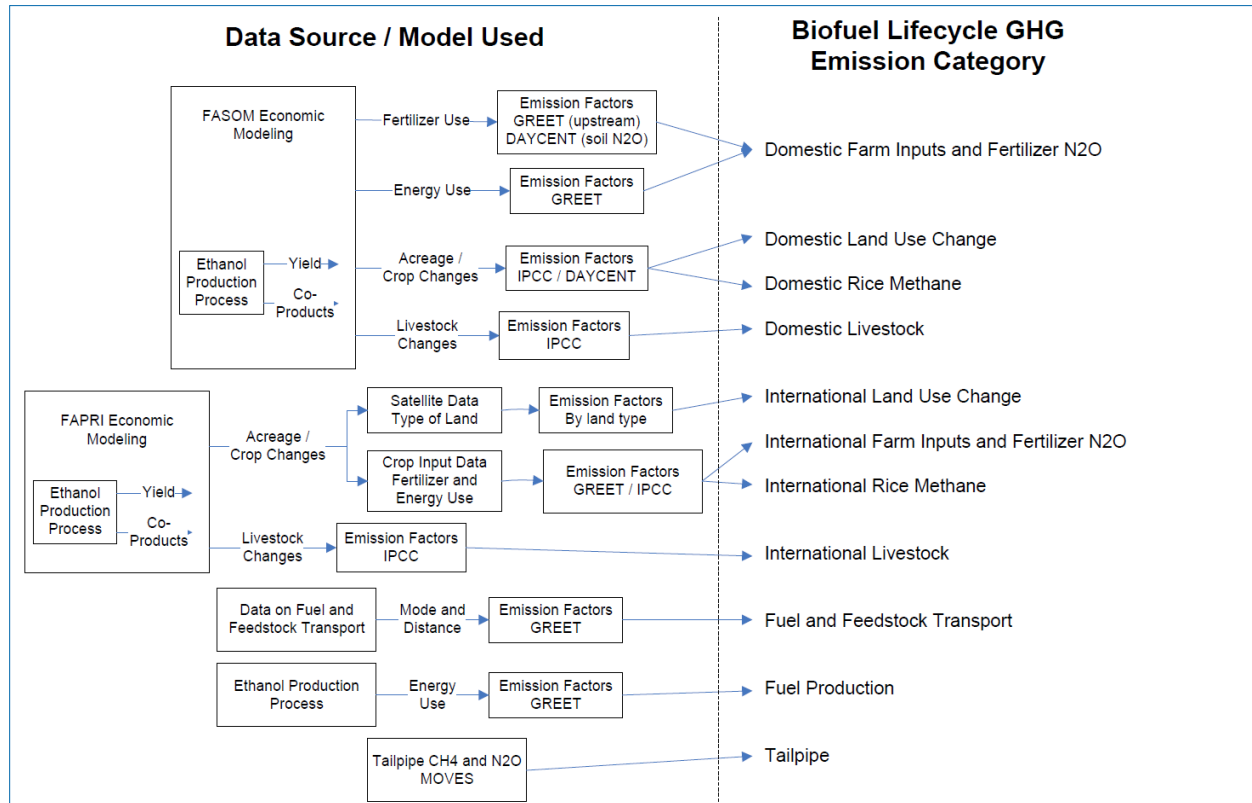 Data Source / Model Used
Biofuel Lifecycle GHG
Emission Category
FASOM Economic
Modeling
Fertilizer Use
Emission Factors
GREET (upstream)
DAYCENT (soil N2O)
Domestic Farm Inputs and Fertilizer N2O
Energy Use
Emission Factors
GREET
Ethanol
Production
Process
Yield
Co-
Products
Acreage /
Crop Changes
Emission Factors
IPCC / DAYCENT
Domestic Land Use Change
Domestic Rice Methane
Livestock
Changes
Emission Factors
IPCC
Domestic Livestock
FAPRI Economic
Modeling
Ethanol
Production
Process
Yield
Co-
Products
Acreage /
Crop Changes
Satellite Data
Type of Land
Emission Factors
By land type
International Land Use Change
Crop Input Data
Fertilizer and
Energy Use
Emission Factors
GREET / IPCC
International Farm Inputs and Fertilizer N2O
International Rice Methane
Livestock
Changes
Emission Factors
IPCC
International Livestock
Data on Fuel and
Feedstock Transport
Mode and
Distance
Emission Factors
GREET
Fuel and Feedstock Transport
Ethanol Production
Process
Energy
Use
Emission Factors
GREET
Fuel Production
Tailpipe CH4 and N2O
MOVES
Tailpipe